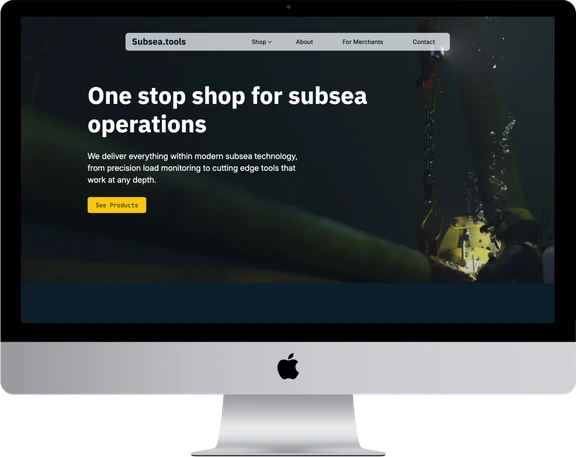 Subsea.tools
Shop
About
For Merchants
Contact
One stop shop for subsea
operations
We deliver everything within modern subsea technology,
from precision load monitoring to cutting edge tools that
work at any depth.
See Products